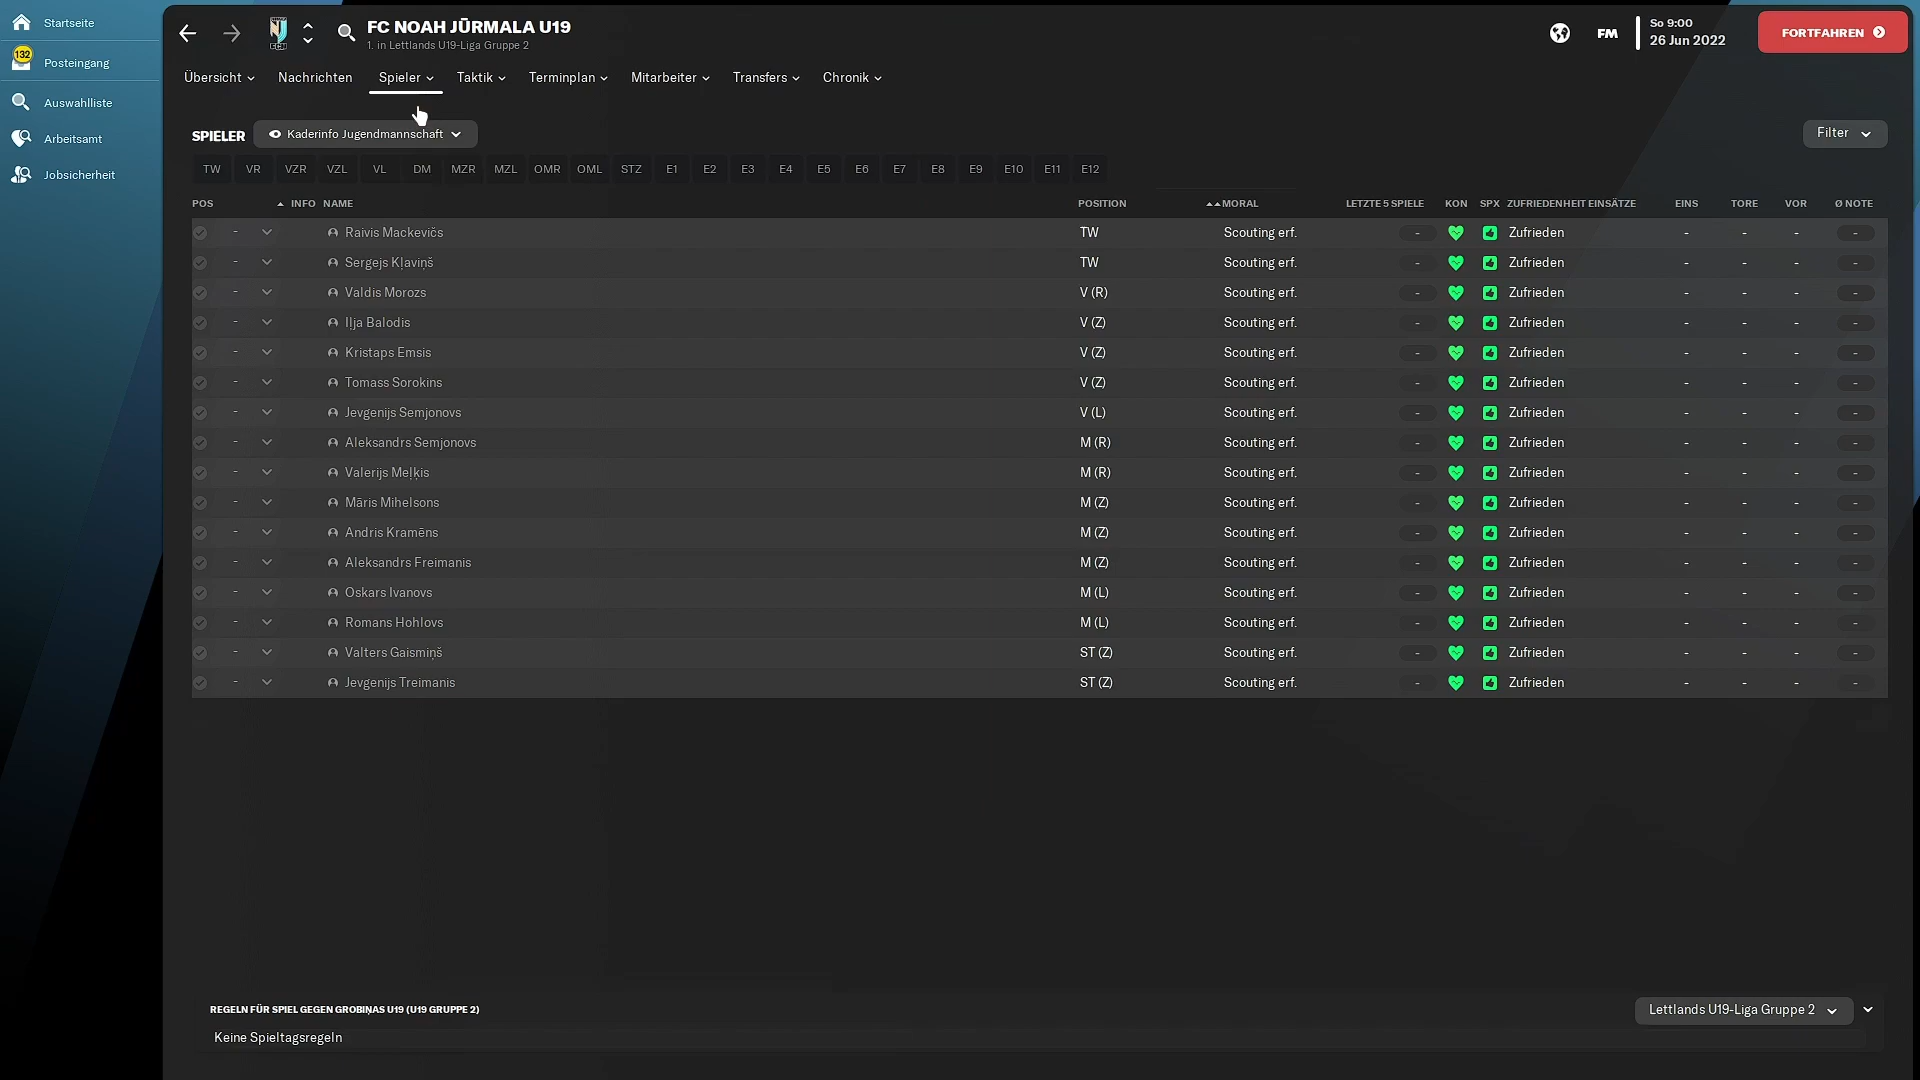 Startseite
132
Posteingang
Auswahlliste
Arbeitsamt
Jobsicherheit
FC NOAH JŪRMALA U19
1. in Lettlands U19-Liga Gruppe 2
FM
So 9:00
26 Jun 2022
FORTFAHREN
Übersicht Nachrichten Spieler Taktik Terminplan Mitarbeiter Transfers Chronik
SPIELER Kaderinfo Jugendmannschaft Filter
TW VR VZR VZL VL DM MZR MZL OMR OML STZ E1 E2 E3 E4 E5 E6 E7 E8 E9 E10 E11 E12
POS INFO NAME POSITION MORAL LETZTE 5 SPIELE KON SPX ZUFRIEDENHEIT EINSÄTZE EINS TORE VOR Ø NOTE
- Raivis Mackevičs TW Scouting erf. - Zufrieden - - - -
- Sergejs Kļaviņš TW Scouting erf. - Zufrieden - - - -
- Valdis Morozs V (R) Scouting erf. - Zufrieden - - - -
- Iļja Balodis V (Z) Scouting erf. - Zufrieden - - - -
- Kristaps Emsis V (Z) Scouting erf. - Zufrieden - - - -
- Tomass Sorokins V (Z) Scouting erf. - Zufrieden - - - -
- Jevgenijs Semjonovs V (L) Scouting erf. - Zufrieden - - - -
- Aleksandrs Semjonovs M (R) Scouting erf. - Zufrieden - - - -
- Valerijs Meļķis M (R) Scouting erf. - Zufrieden - - - -
- Māris Mihelsons M (Z) Scouting erf. - Zufrieden - - - -
- Andris Kramēns M (Z) Scouting erf. - Zufrieden - - - -
- Aleksandrs Freimanis M (Z) Scouting erf. - Zufrieden - - - -
- Oskars Ivanovs M (L) Scouting erf. - Zufrieden - - - -
- Romans Hohlovs M (L) Scouting erf. - Zufrieden - - - -
- Valters Gaismiņš ST (Z) Scouting erf. - Zufrieden - - - -
- Jevgenijs Treimanis ST (Z) Scouting erf. - Zufrieden - - - -
REGELN FÜR SPIEL GEGEN GROBIŅAS U19 (U19 GRUPPE 2)
Lettlands U19-Liga Gruppe 2
Keine Spieltagsregeln